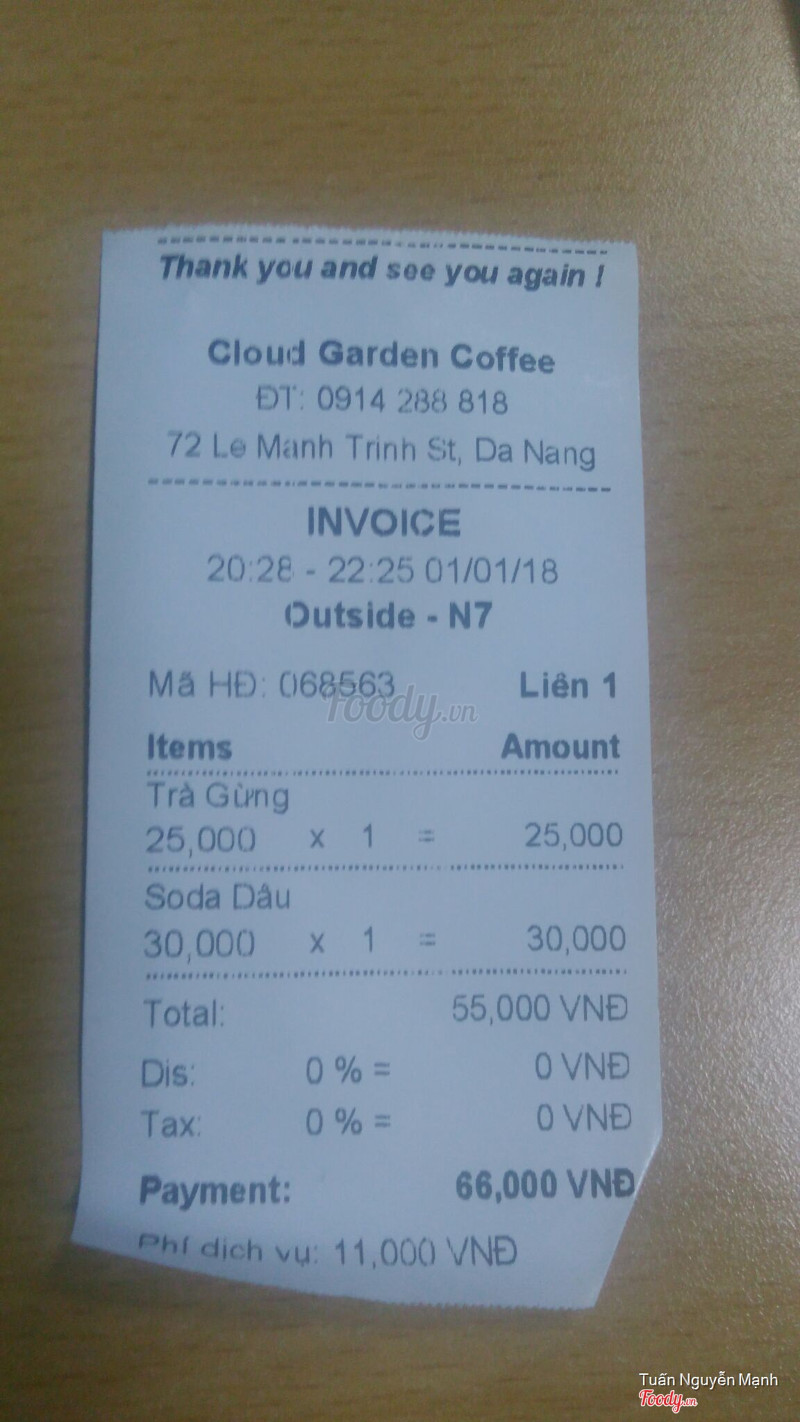 Thank you and see you again !
Cloud Garden Coffee
ĐT: 0914 288 818
72 Le Manh Trinh St, Da Nang
INVOICE
20:28 - 22:25 01/01/18
Outside - N7
Mã HĐ: 068563 Liên 1
foody.vn
Items Amount
Trà Gừng
25,000 x 1 = 25,000
Soda Dâu
30,000 x 1 = 30,000
Total: 55,000 VNĐ
Dis: 0 % = 0 VNĐ
Tax: 0 % = 0 VNĐ
Payment: 66,000 VNĐ
Phí dịch vụ: 11,000 VNĐ
Tuấn Nguyễn Mạnh
Foody.vn